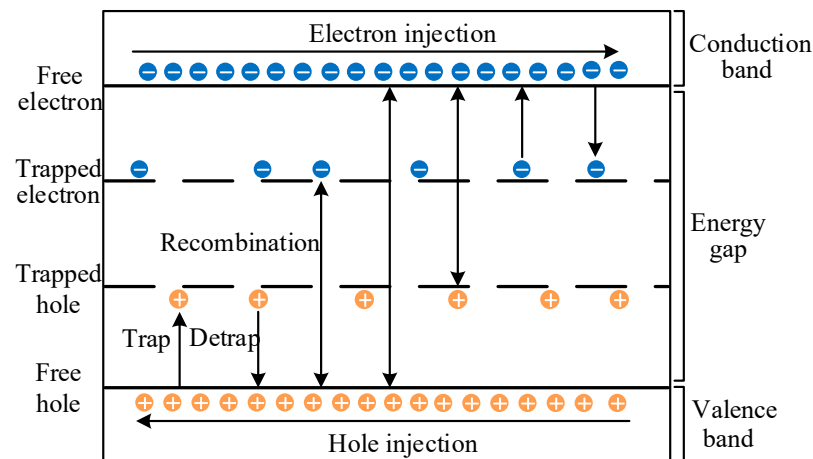 Electron injection
Conduction
band
Free
electron
Trapped
electron
Recombination
Energy
gap
Trapped
hole
Trap
Detrap
Free
hole
Valence
band
Hole injection